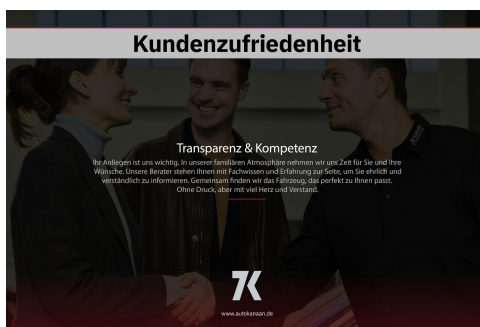 Kundenzufriedenheit
Transparenz & Kompetenz
Ihr Anliegen ist uns wichtig. In unserer familiären Atmosphäre nehmen wir uns Zeit für Sie und Ihre
Wünsche. Unsere Berater stehen Ihnen mit Fachwissen und Erfahrung zur Seite, um Sie ehrlich und
verständlich zu informieren. Gemeinsam finden wir das Fahrzeug, das perfekt zu Ihnen passt.
Ohne Druck, aber mit viel Herz und Verstand.
7K
www.autokanaan.de